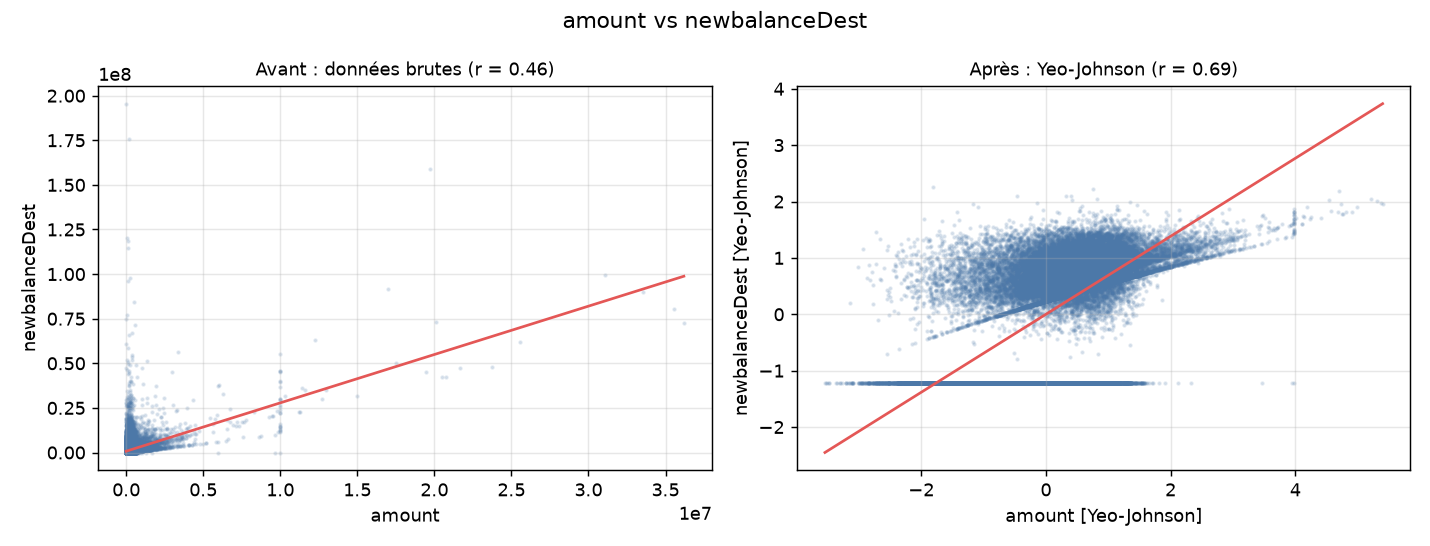 amount vs newbalanceDest
Avant : données brutes (r = 0.46)
1e8
2.00
1.75
1.50
1.25
1.00
0.75
0.50
0.25
0.00
newbalanceDest
0.0 0.5 1.0 1.5 2.0 2.5 3.0 3.5
1e7
amount
Après : Yeo-Johnson (r = 0.69)
4
3
2
1
0
−1
−2
newbalanceDest [Yeo-Johnson]
−2 0 2 4
amount [Yeo-Johnson]